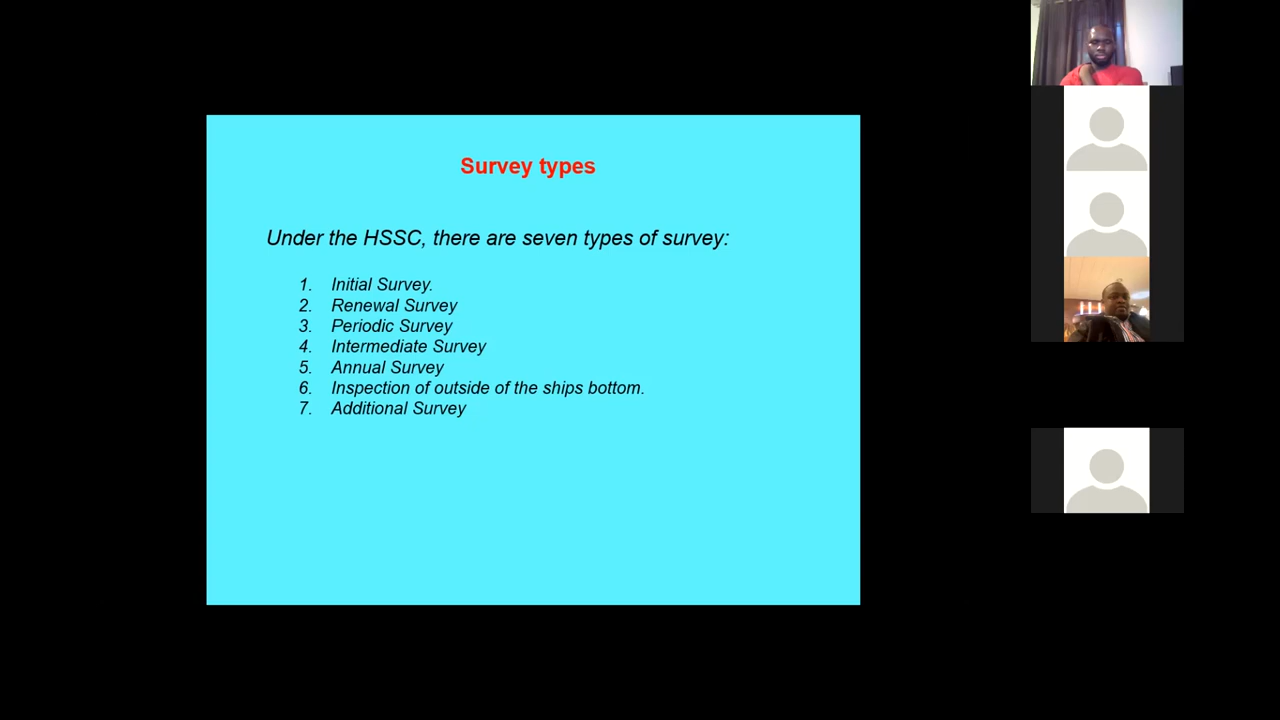 Survey types
Under the HSSC, there are seven types of survey:
1. Initial Survey.
2. Renewal Survey
3. Periodic Survey
4. Intermediate Survey
5. Annual Survey
6. Inspection of outside of the ships bottom.
7. Additional Survey